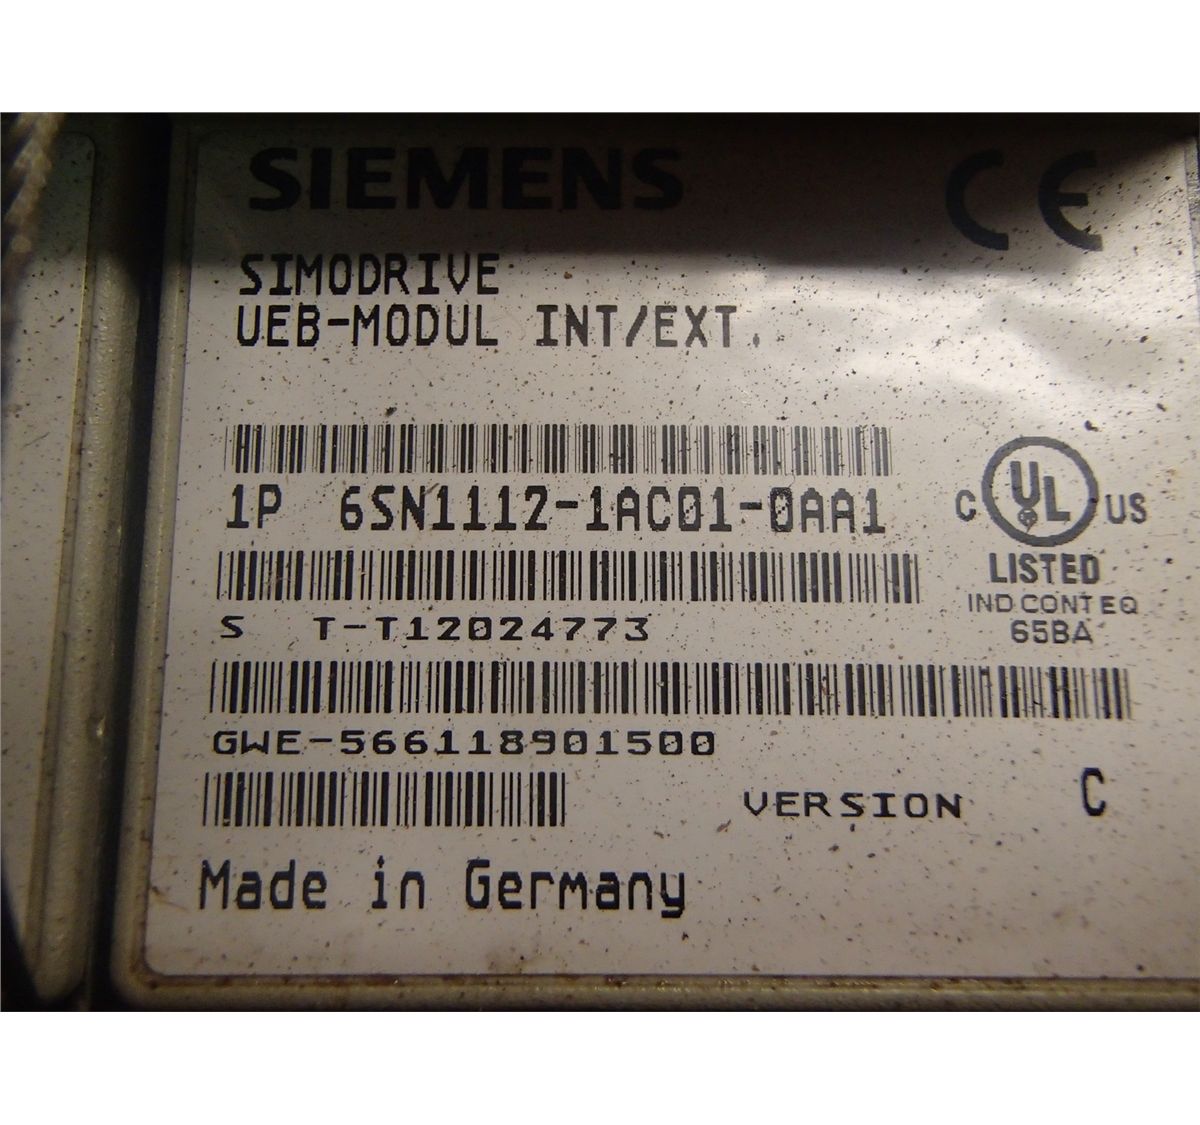 SIEMENS CE
SIMODRIVE
UEB-MODUL INT/EXT.
1P 6SN1112-1AC01-0AA1
C UL US
LISTED
IND CONT EQ
65BA
S T-T12024773
GWE-566118901500
VERSION C
Made in Germany